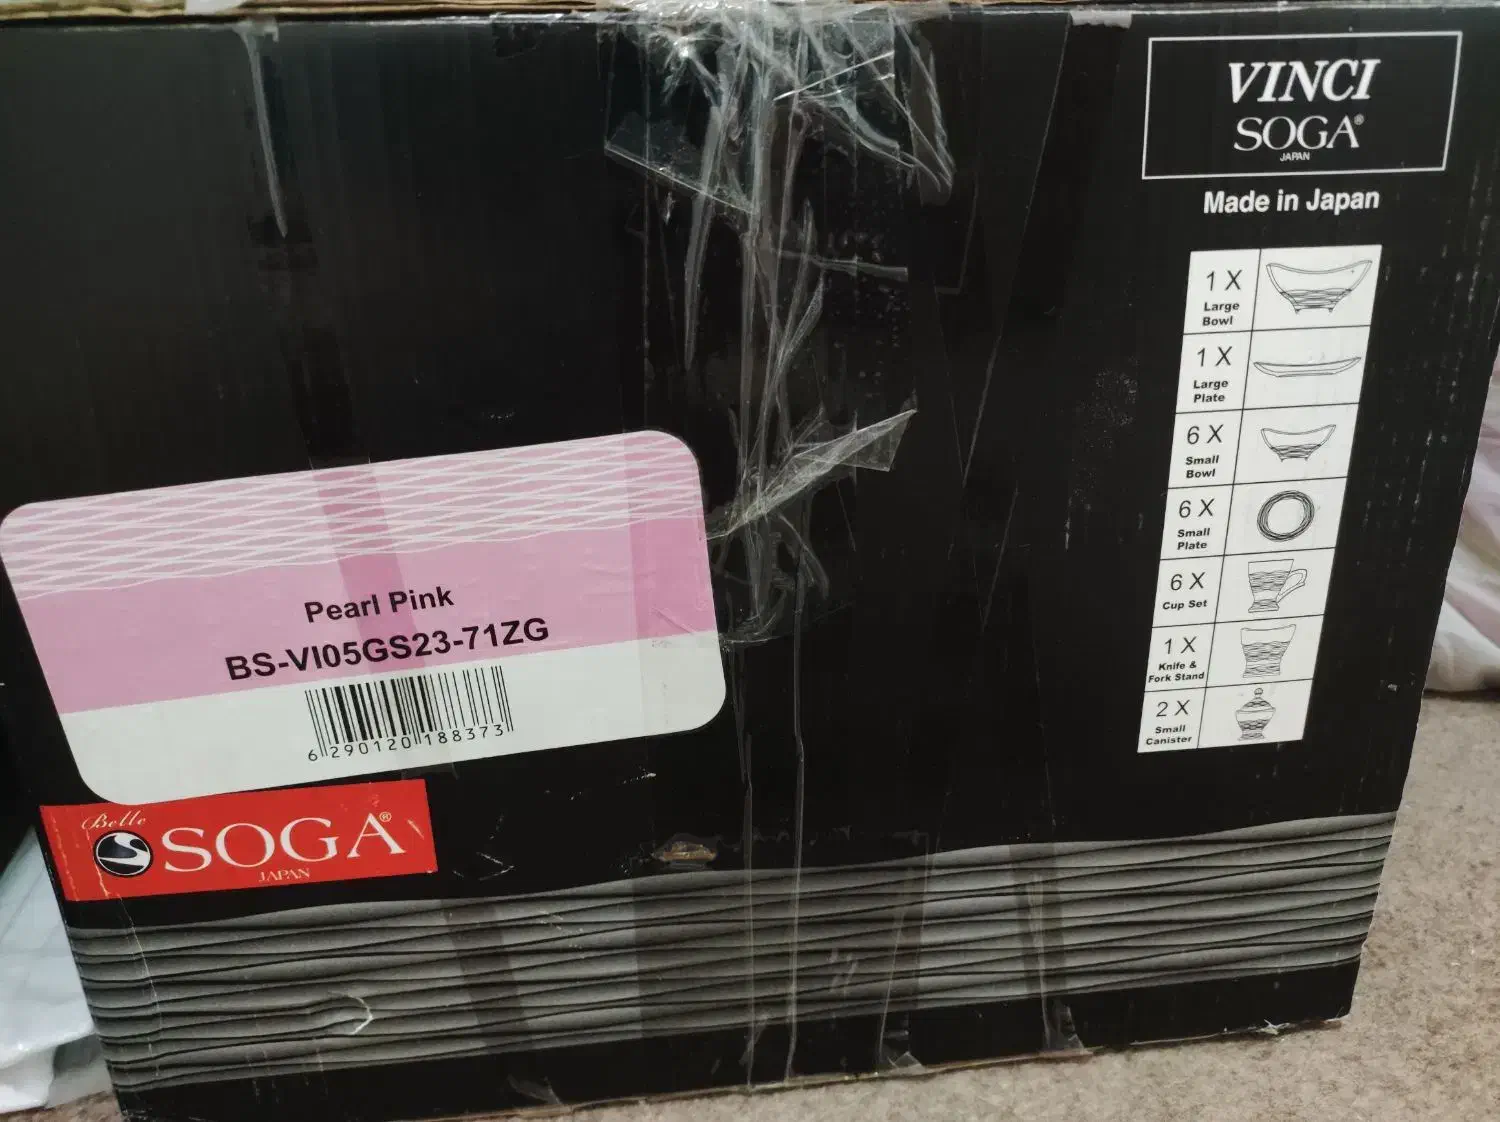 VINCI
SOGA®
JAPAN
Made in Japan
1 X
Large
Bowl
1 X
Large
Plate
6 X
Small
Bowl
6 X
Small
Plate
6 X
Cup Set
1 X
Knife &
Fork Stand
2 X
Small
Canister
Pearl Pink
BS-VI05GS23-71ZG
6 290120 188373
Belle
SOGA®
JAPAN